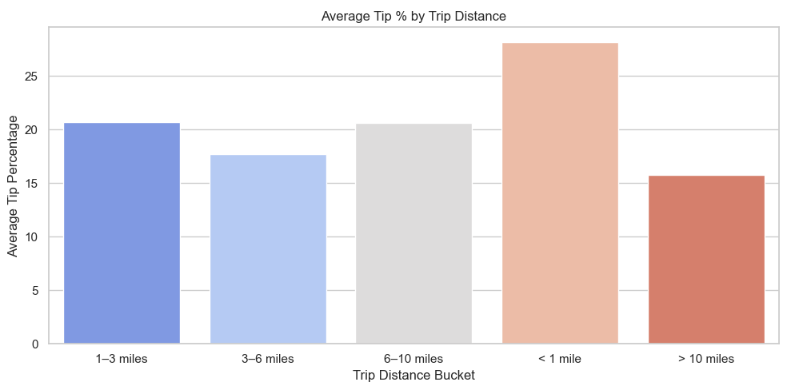 Average Tip % by Trip Distance
Average Tip Percentage
25
20
15
10
5
0
1–3 miles
3–6 miles
6–10 miles
< 1 mile
> 10 miles
Trip Distance Bucket